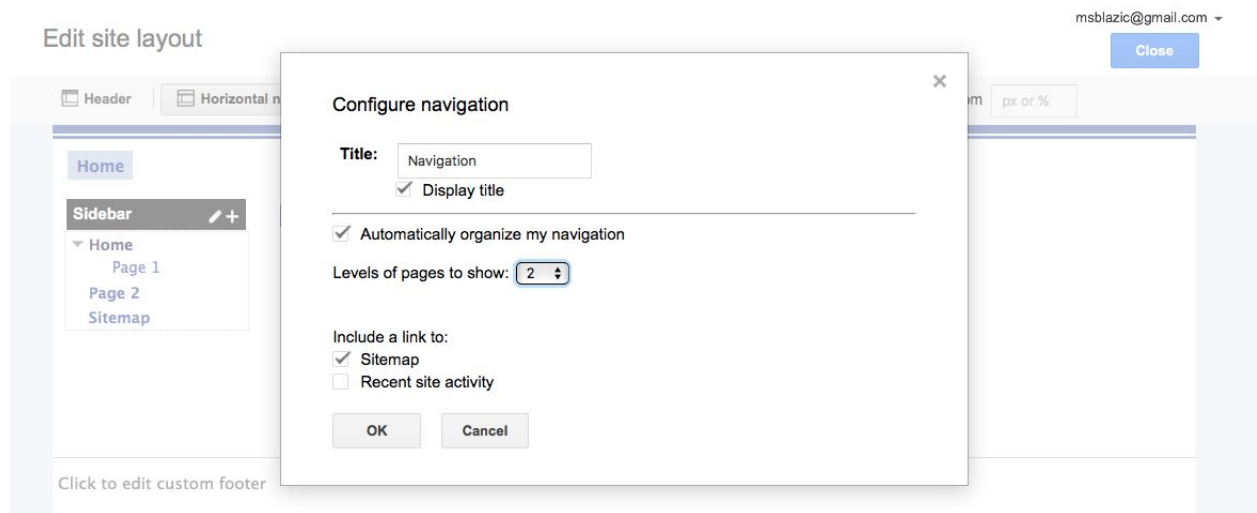 msblazic@gmail.com
Edit site layout
Close
Header
Horizontal n
om
px or %
Configure navigation
Title:
Navigation
Display title
Automatically organize my navigation
Levels of pages to show: 2
Include a link to:
Sitemap
Recent site activity
OK
Cancel
Home
Sidebar
Home
Page 1
Page 2
Sitemap
Click to edit custom footer